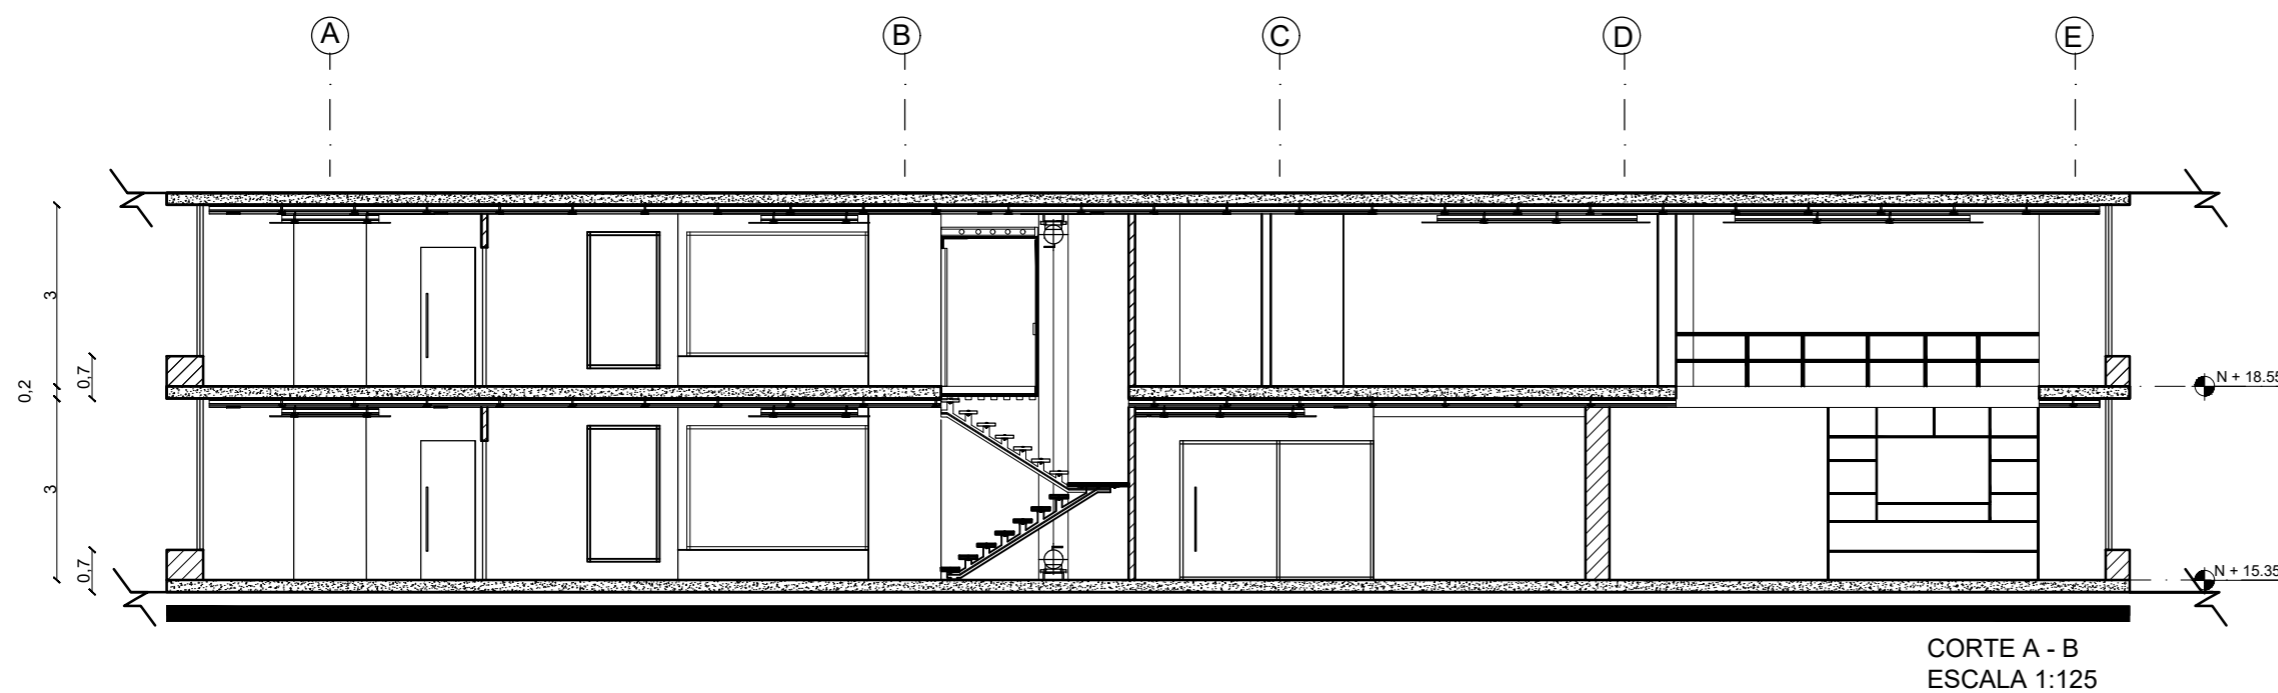 A
B
C
D
E
3
0,7
0,2
N + 18.55
3
0,7
N + 15.35
CORTE A - B
ESCALA 1:125